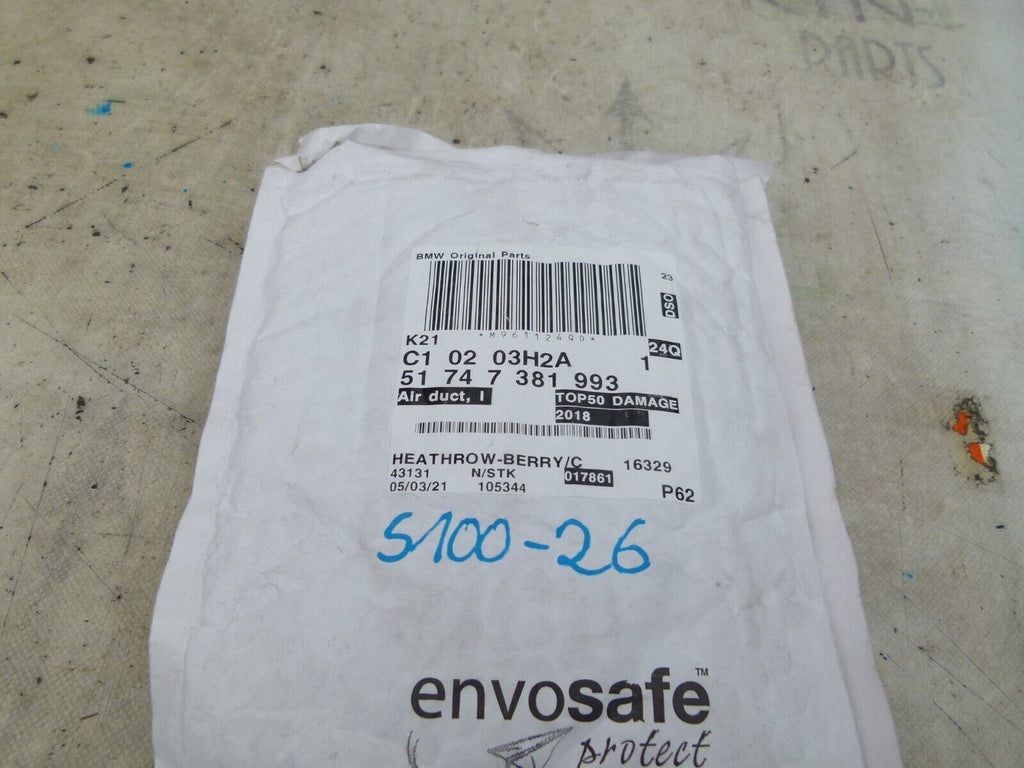 PARTS
BMW Original Parts
23
DSO
*M961124QD*
K21
24Q
C1 02 03H2A 1
51 74 7 381 993
Air duct, l TOP50 DAMAGE
2018
HEATHROW-BERRY/C 16329
43131 N/STK 017861
05/03/21 105344 P62
S100-26
envosafe™
protect